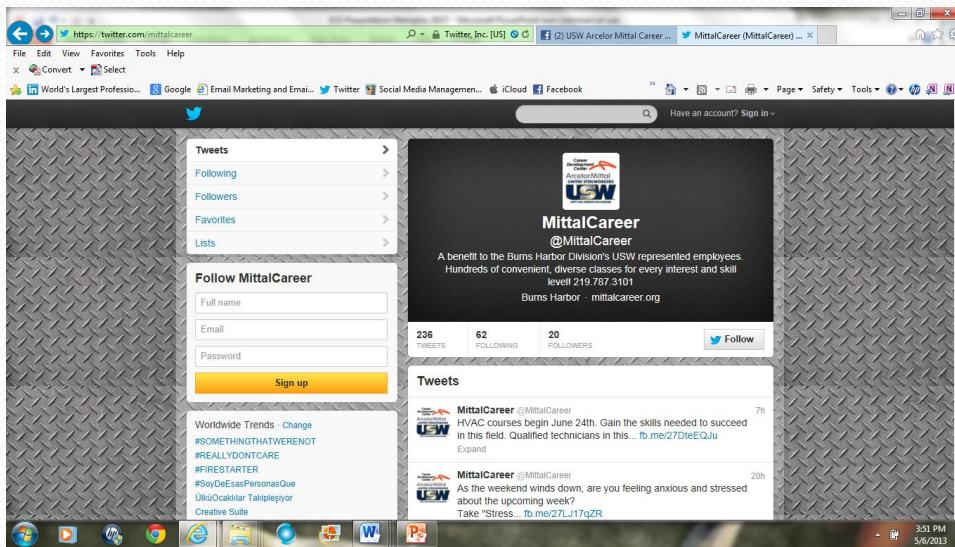 https://twitter.com/mittalcareer
Twitter, Inc. [US]
(2) USW Arcelor Mittal Career ...
MittalCareer (MittalCareer) ... ×
File Edit View Favorites Tools Help
x Convert Select
World's Largest Professio... Google Email Marketing and Emai... Twitter Social Media Managemen... iCloud Facebook » Page Safety Tools
Have an account? Sign in
Tweets
Following
Followers
Favorites
Lists
Follow MittalCareer
Full name
Email
Password
Sign up
Worldwide Trends · Change
#SOMETHINGTHATWERENOT
#REALLYDONTCARE
#FIRESTARTER
#SoyDeEsasPersonasQue
ÜlküOcaklılar Takipleşiyor
Creative Suite
Career
Development
Center
ArcelorMittal
UNITED STEELWORKERS
USW
MittalCareer
@MittalCareer
A benefit to the Burns Harbor Division's USW represented employees.
Hundreds of convenient, diverse classes for every interest and skill
level! 219.787.3101
Burns Harbor · mittalcareer.org
236 62 20
TWEETS FOLLOWING FOLLOWERS
Follow
Tweets
MittalCareer @MittalCareer 7h
HVAC courses begin June 24th. Gain the skills needed to succeed
in this field. Qualified technicians in this... fb.me/27DteEQJu
Expand
MittalCareer @MittalCareer 20h
As the weekend winds down, are you feeling anxious and stressed
about the upcoming week?
Take "Stress... fb.me/27LJ17qZR
3:51 PM
5/6/2013